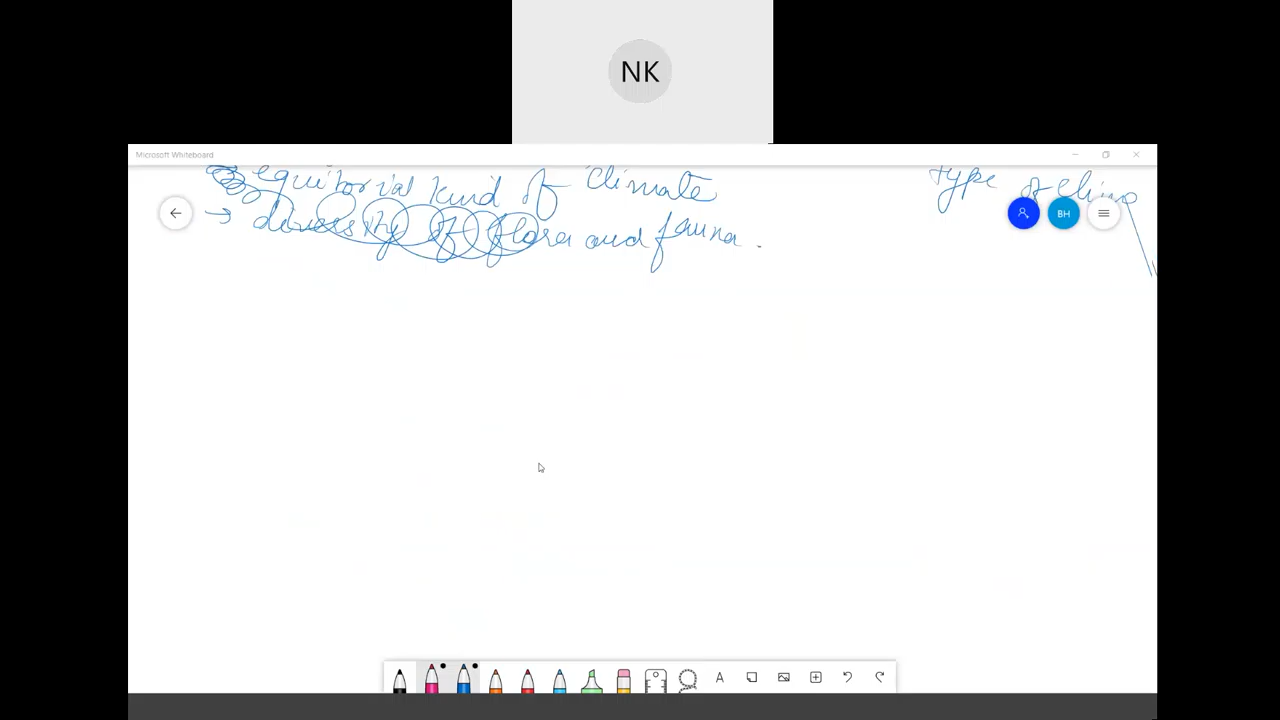 NK
Microsoft Whiteboard
equitorial kind of climate
→ diversity of flora and fauna.
type of clima
BH
A